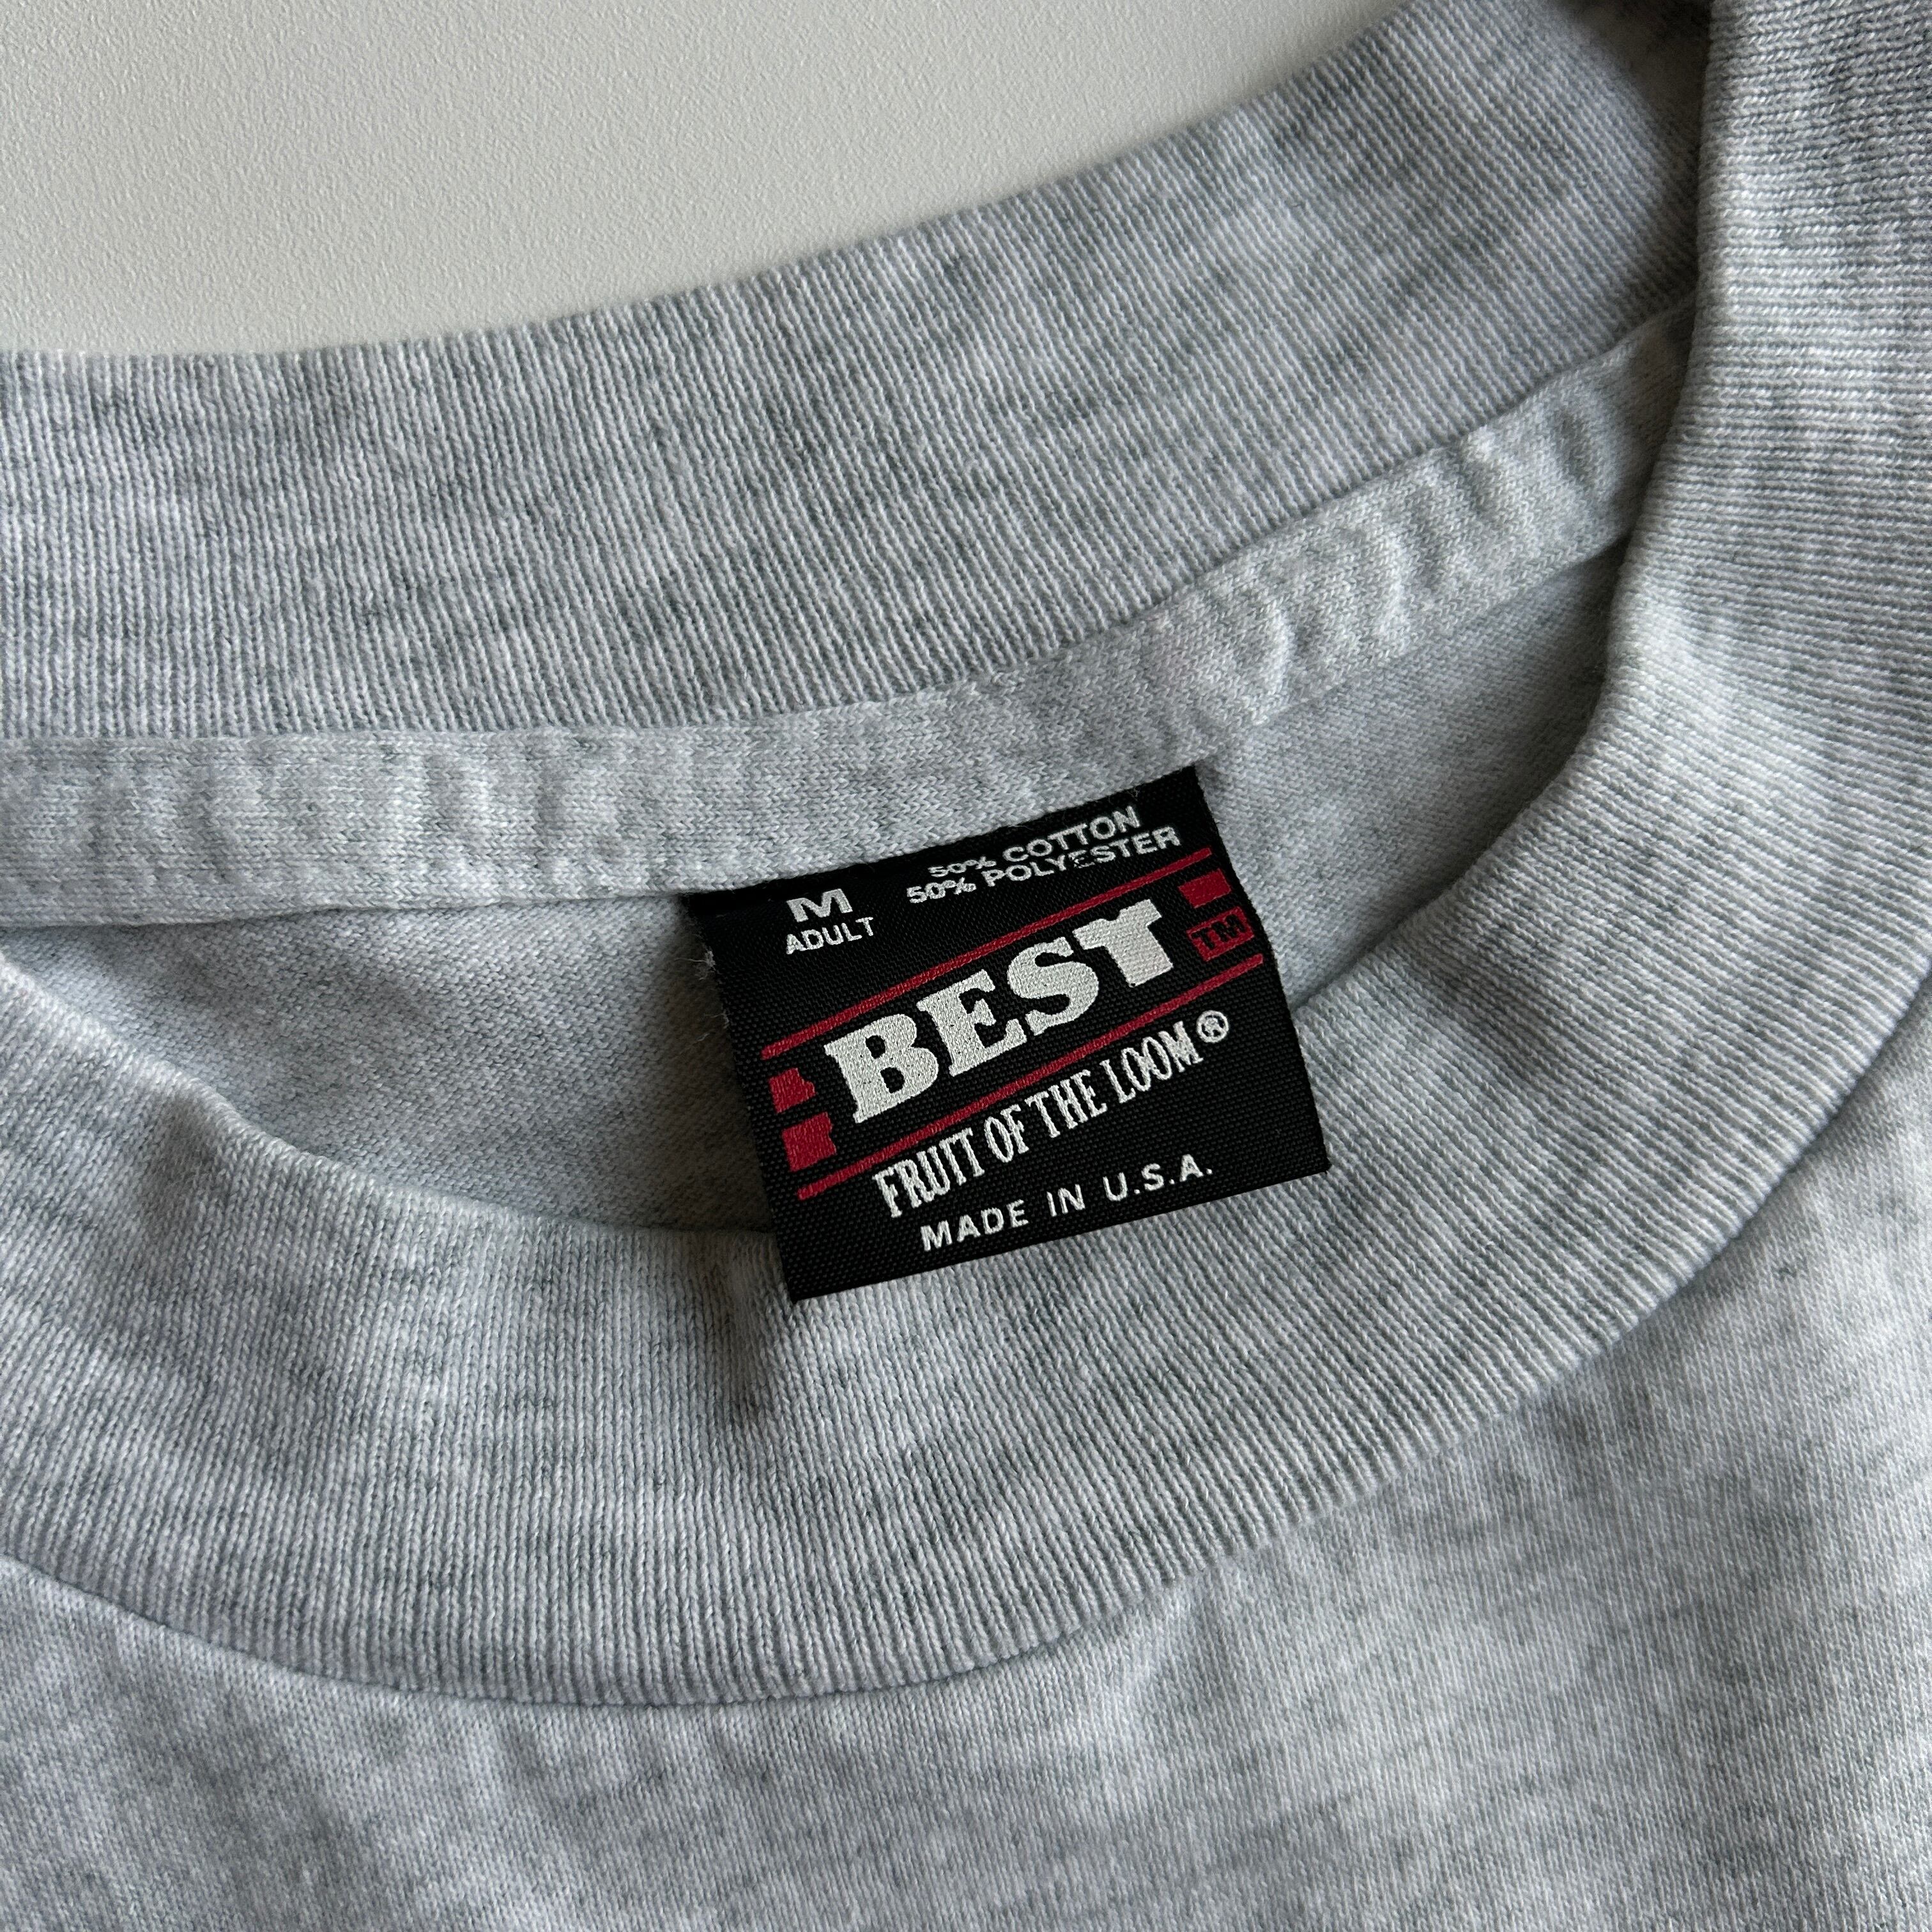 M
ADULT
50% COTTON
50% POLYESTER
BEST
TM
FRUIT OF THE LOOM®
MADE IN U.S.A.